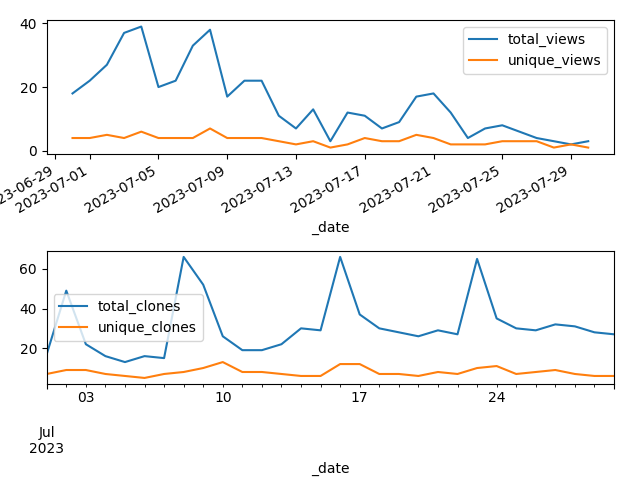 40
20
0
total_views
unique_views
23-06-29
2023-07-01
2023-07-05
2023-07-09
2023-07-13
2023-07-17
2023-07-21
2023-07-25
2023-07-29
_date
60
40
20
total_clones
unique_clones
03
10
17
24
Jul
2023
_date